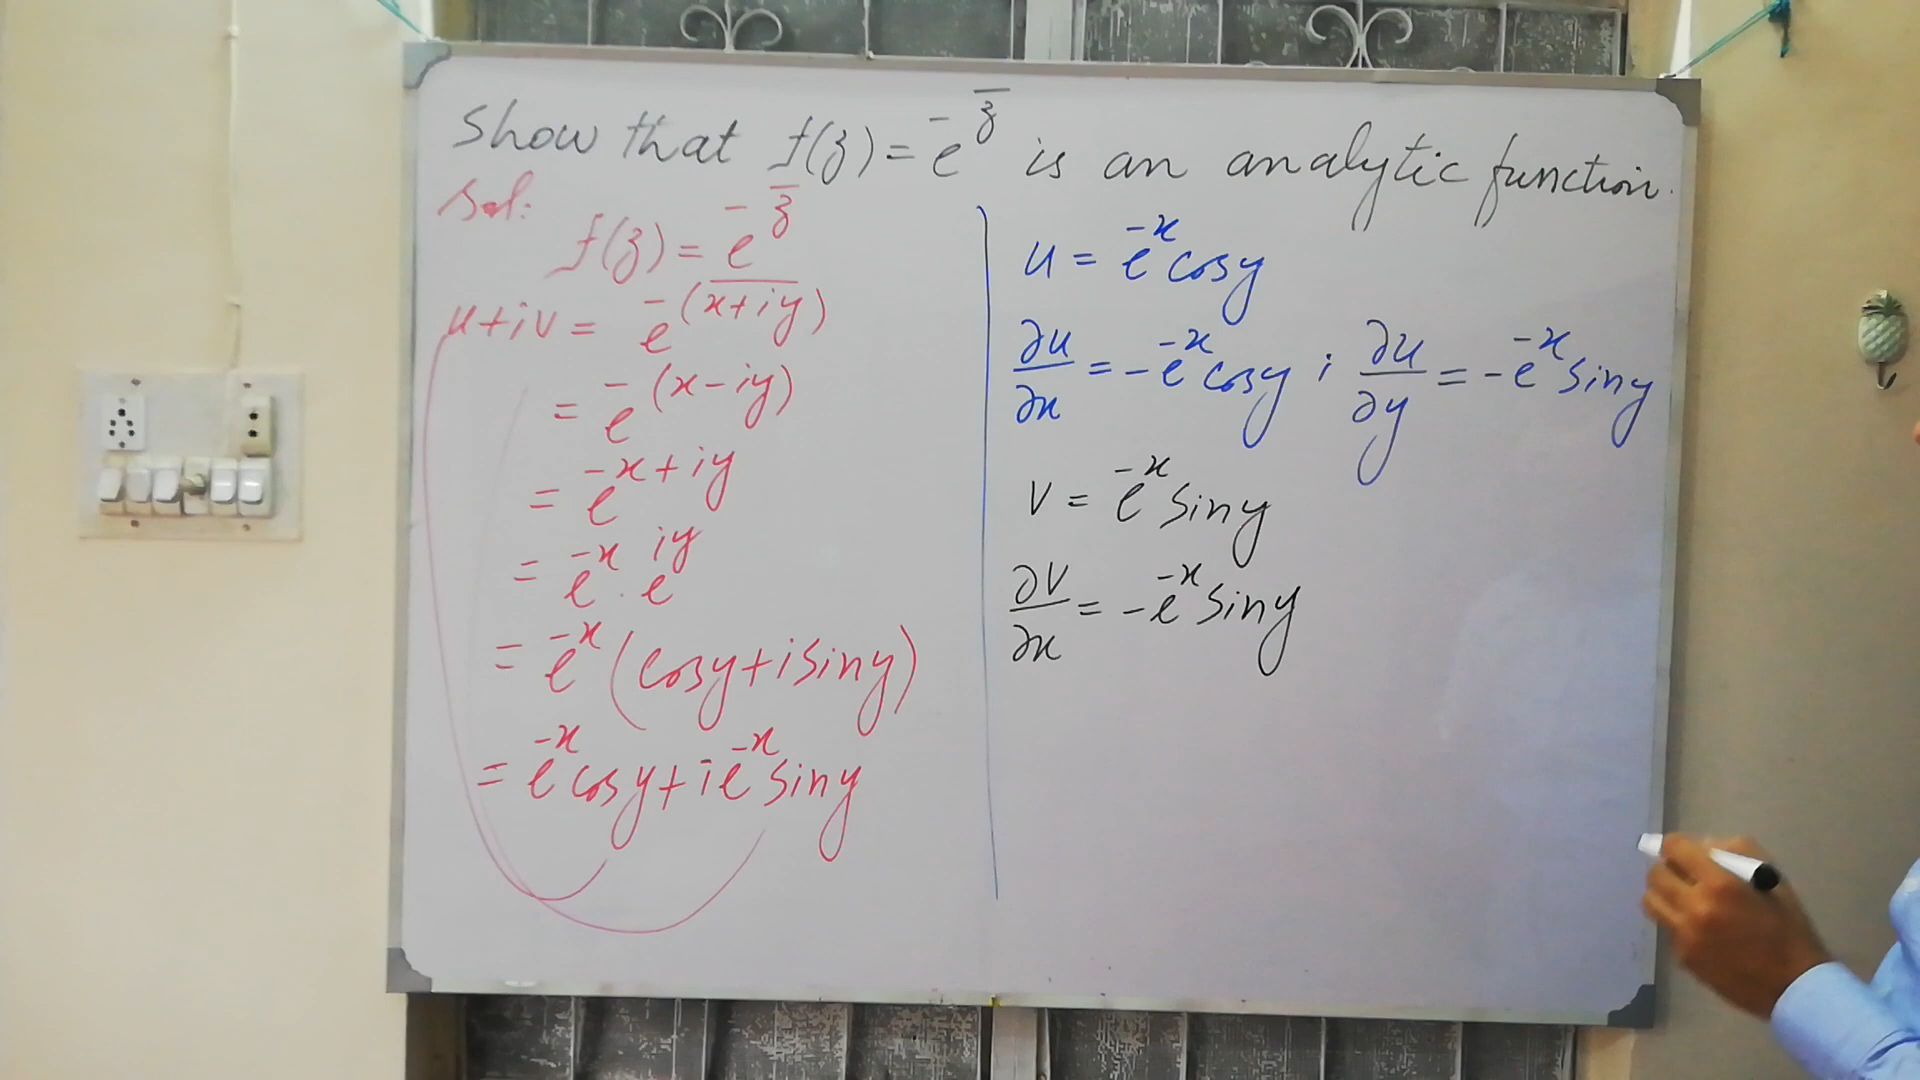 Show that f(z) = e^{-z̅} is an analytic function.
Sol:
f(z) = e^{-z̅}
u+iv = e^{-(\overline{x+iy})}
= e^{-(x-iy)}
= e^{-x+iy}
= e^{-x} . e^{iy}
= e^{-x} (cosy+isiny)
= e^{-x}cosy+ie^{-x}siny
u = e^{-x}cosy
∂u/∂x = -e^{-x}cosy ; ∂u/∂y = -e^{-x}siny
v = e^{-x}siny
∂v/∂x = -e^{-x}siny